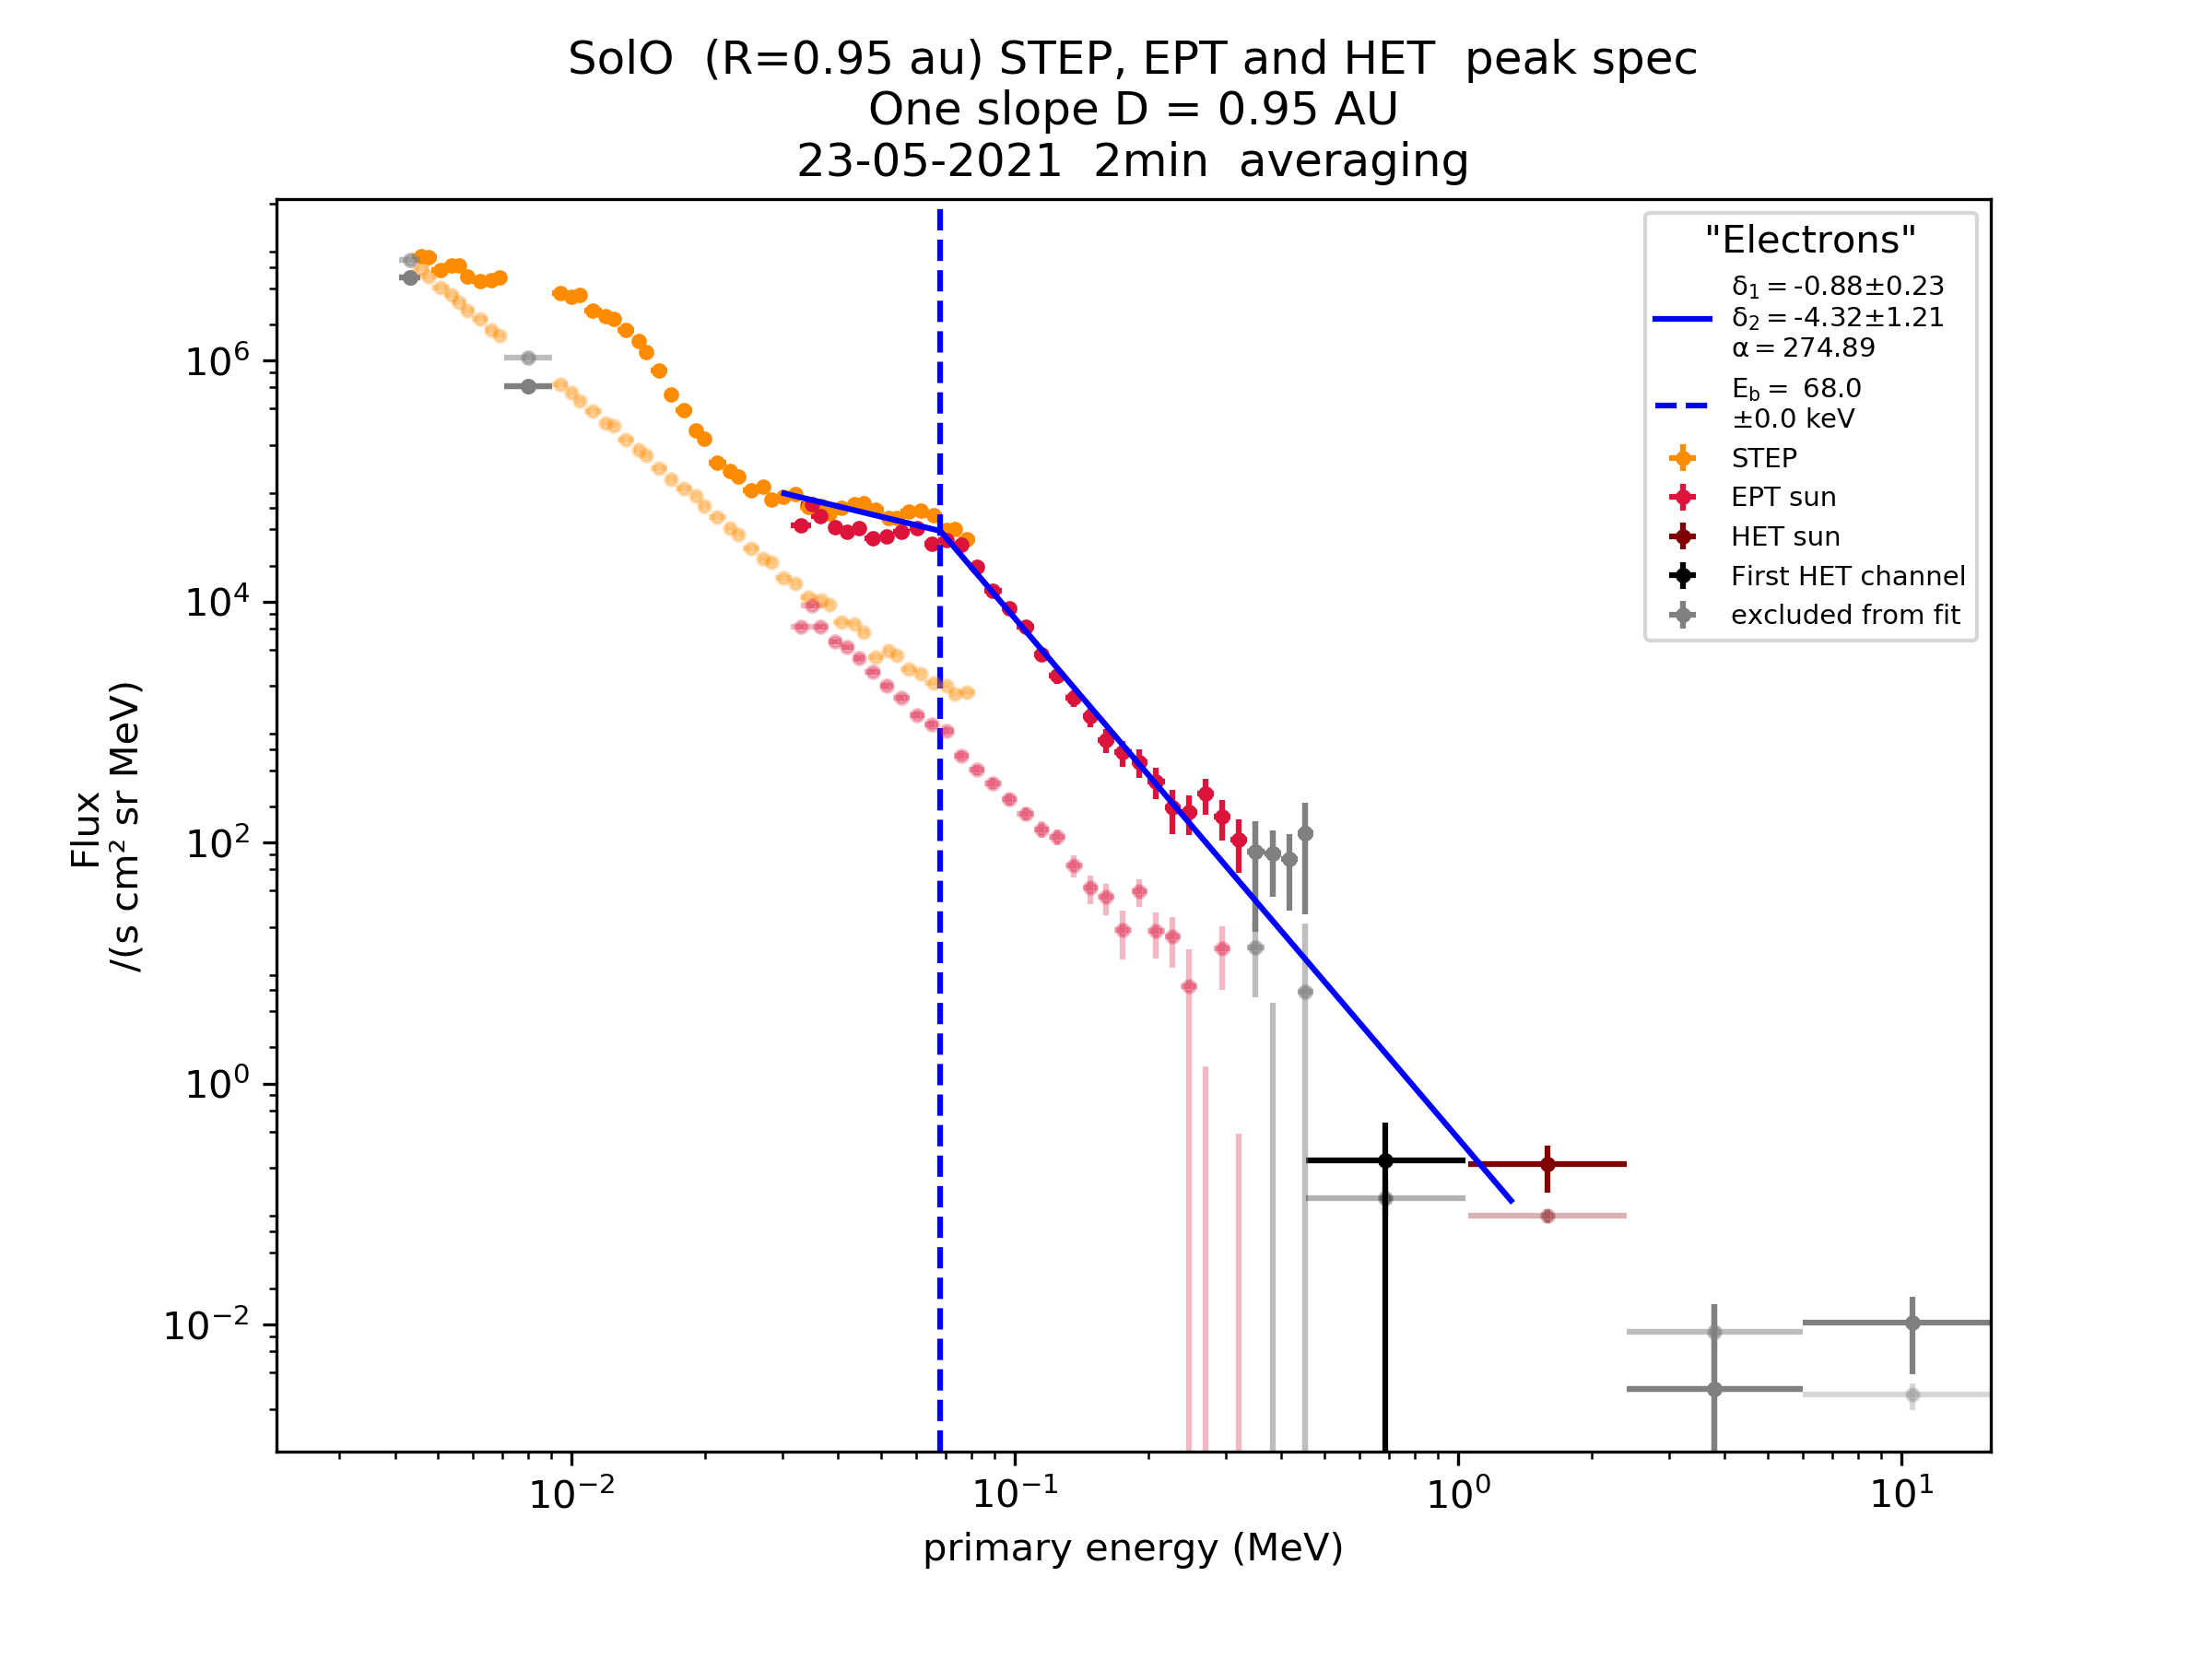 SolO  (R=0.95 au) STEP, EPT and HET  peak spec
One slope D = 0.95 AU
23-05-2021  2min  averaging
"Electrons"
δ₁ = -0.88±0.23
δ₂ = -4.32±1.21
α = 274.89
E_b = 68.0
±0.0 keV
STEP
EPT sun
HET sun
First HET channel
excluded from fit
Flux
/(s cm² sr MeV)
10⁶
10⁴
10²
10⁰
10⁻²
10⁻²
10⁻¹
10⁰
10¹
primary energy (MeV)